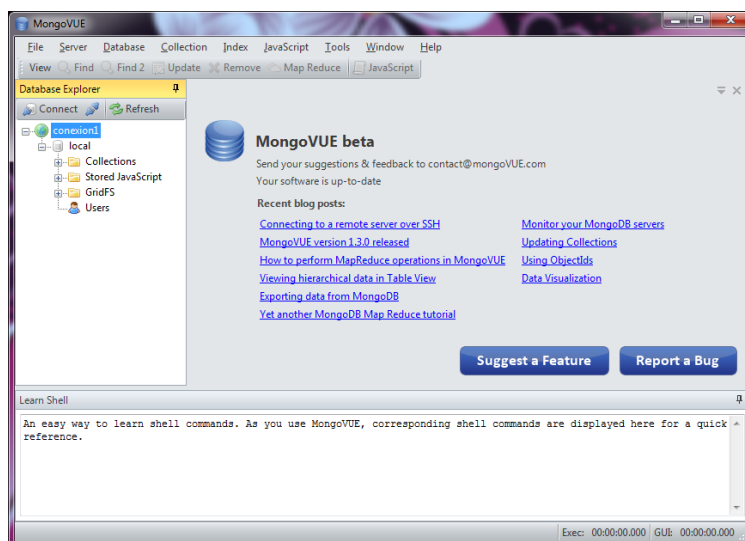 MongoVUE
File Server Database Collection Index JavaScript Tools Window Help
View Find Find 2 Update Remove Map Reduce JavaScript
Database Explorer
Connect Refresh
conexion1
local
Collections
Stored JavaScript
GridFS
Users
MongoVUE beta
Send your suggestions & feedback to contact@mongoVUE.com
Your software is up-to-date
Recent blog posts:
Connecting to a remote server over SSH
MongoVUE version 1.3.0 released
How to perform MapReduce operations in MongoVUE
Viewing hierarchical data in Table View
Exporting data from MongoDB
Yet another MongoDB Map Reduce tutorial
Monitor your MongoDB servers
Updating Collections
Using ObjectIds
Data Visualization
Suggest a Feature Report a Bug
Learn Shell
An easy way to learn shell commands. As you use MongoVUE, corresponding shell commands are displayed here for a quick
reference.
Exec: 00:00:00.000 GUI: 00:00:00.000